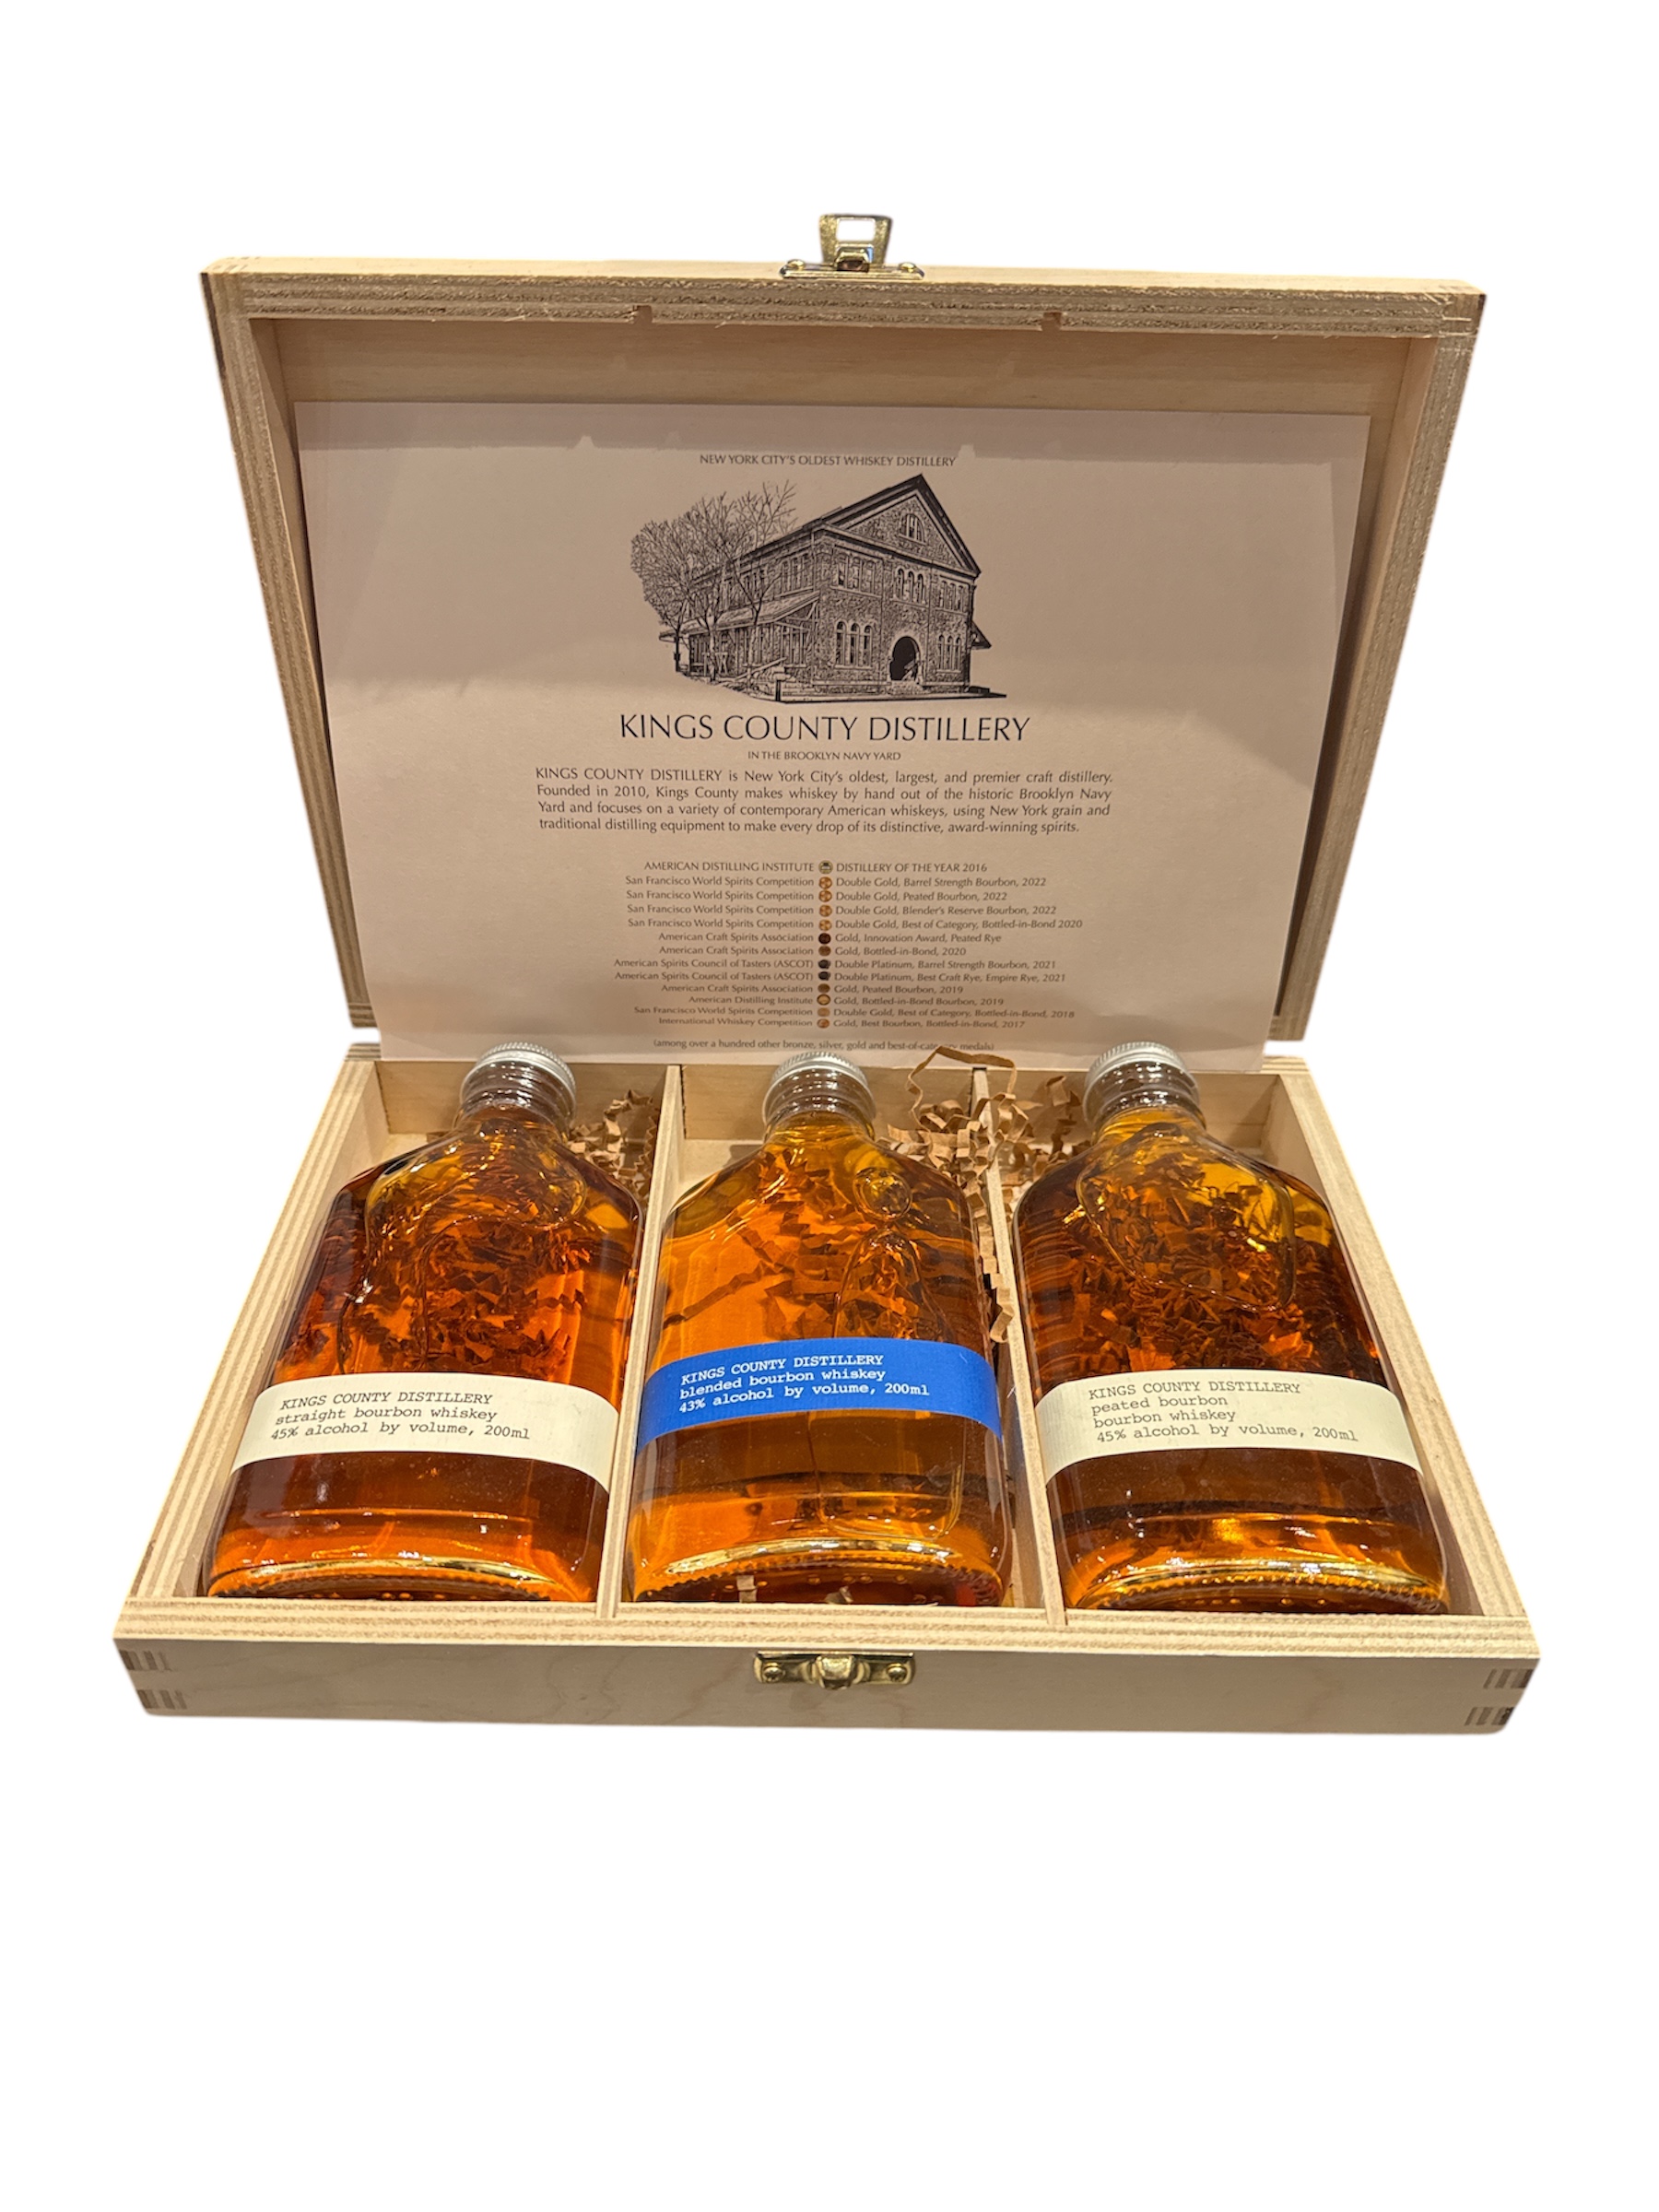 NEW YORK CITY'S OLDEST WHISKEY DISTILLERY
KINGS COUNTY DISTILLERY
IN THE BROOKLYN NAVY YARD
KINGS COUNTY DISTILLERY is New York City's oldest, largest, and premier craft distillery.
Founded in 2010, Kings County makes whiskey by hand out of the historic Brooklyn Navy
Yard and focuses on a variety of contemporary American whiskeys, using New York grain and
traditional distilling equipment to make every drop of its distinctive, award-winning spirits.
AMERICAN DISTILLING INSTITUTE DISTILLERY OF THE YEAR 2016
San Francisco World Spirits Competition Double Gold, Barrel Strength Bourbon, 2022
San Francisco World Spirits Competition Double Gold, Peated Bourbon, 2022
San Francisco World Spirits Competition Double Gold, Blender's Reserve Bourbon, 2022
San Francisco World Spirits Competition Double Gold, Best of Category, Bottled-in-Bond 2020
American Craft Spirits Association Gold, Innovation Award, Peated Rye
American Craft Spirits Association Gold, Bottled-in-Bond, 2020
American Spirits Council of Tasters (ASCOT) Double Platinum, Barrel Strength Bourbon, 2021
American Spirits Council of Tasters (ASCOT) Double Platinum, Best Craft Rye, Empire Rye, 2021
American Craft Spirits Association Gold, Peated Bourbon, 2019
American Distilling Institute Gold, Bottled-in-Bond Bourbon, 2019
San Francisco World Spirits Competition Double Gold, Best of Category, Bottled-in-Bond, 2018
International Whiskey Competition Gold, Best Bourbon, Bottled-in-Bond, 2017
(among over a hundred other bronze, silver, gold and best-of-category medals)
KINGS COUNTY DISTILLERY
straight bourbon whiskey
45% alcohol by volume, 200ml
KINGS COUNTY DISTILLERY
blended bourbon whiskey
43% alcohol by volume, 200ml
KINGS COUNTY DISTILLERY
peated bourbon
bourbon whiskey
45% alcohol by volume, 200ml